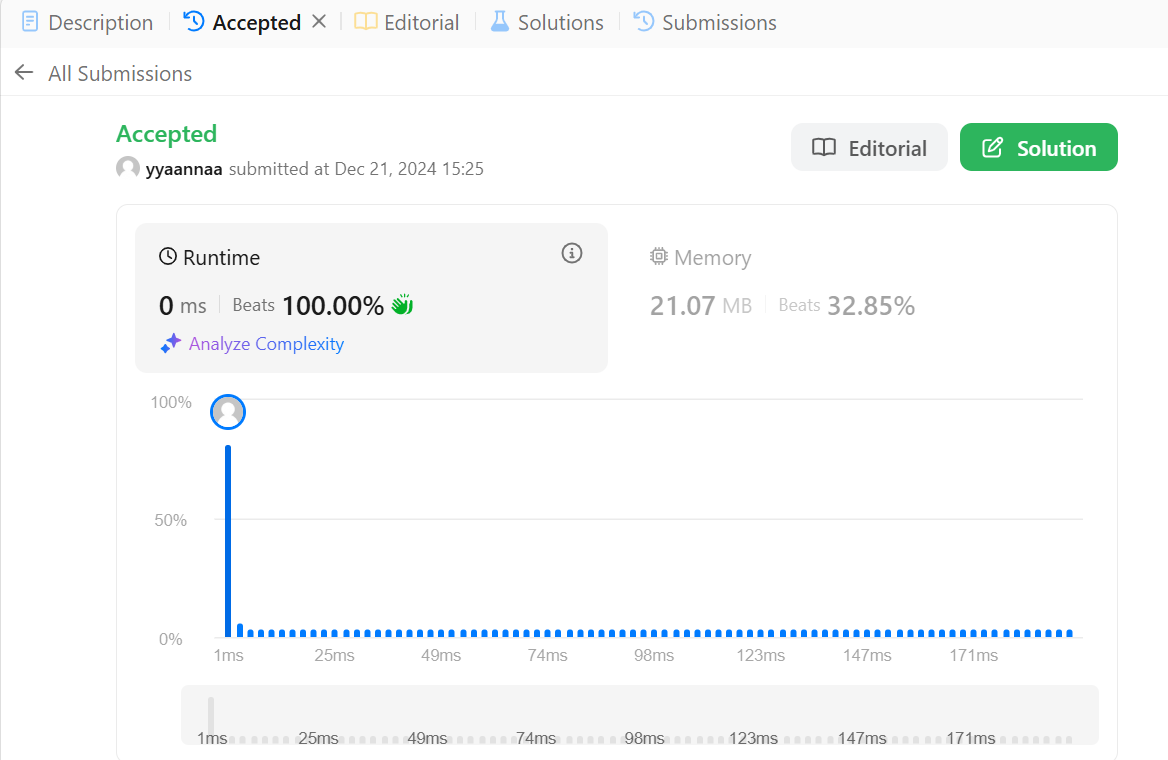 Description Accepted Editorial Solutions Submissions
All Submissions
Accepted
yyaannaa submitted at Dec 21, 2024 15:25
Editorial Solution
Runtime
0 ms Beats 100.00%
Analyze Complexity
Memory
21.07 MB Beats 32.85%
100%
50%
0%
1ms 25ms 49ms 74ms 98ms 123ms 147ms 171ms
1ms 25ms 49ms 74ms 98ms 123ms 147ms 171ms